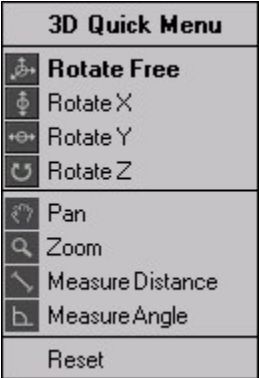 3D Quick Menu
Rotate Free
Rotate X
Rotate Y
Rotate Z
Pan
Zoom
Measure Distance
Measure Angle
Reset